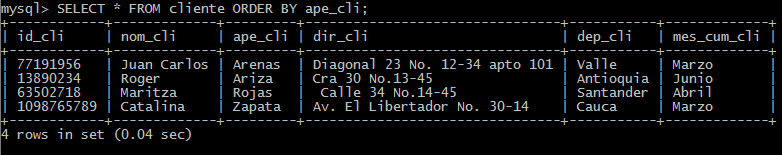 mysql> SELECT * FROM cliente ORDER BY ape_cli;
+------------+-------------+---------+--------------------------------+-----------+-------------+
| id_cli     | nom_cli     | ape_cli | dir_cli                        | dep_cli   | mes_cum_cli |
+------------+-------------+---------+--------------------------------+-----------+-------------+
| 77191956   | Juan Carlos | Arenas  | Diagonal 23 No. 12-34 apto 101 | Valle     | Marzo       |
| 13890234   | Roger       | Ariza   | Cra 30 No.13-45                | Antioquia | Junio       |
| 63502718   | Maritza     | Rojas   |  Calle 34 No.14-45             | Santander | Abril       |
| 1098765789 | Catalina    | Zapata  | Av. El Libertador No. 30-14    | Cauca     | Marzo       |
+------------+-------------+---------+--------------------------------+-----------+-------------+
4 rows in set (0.04 sec)